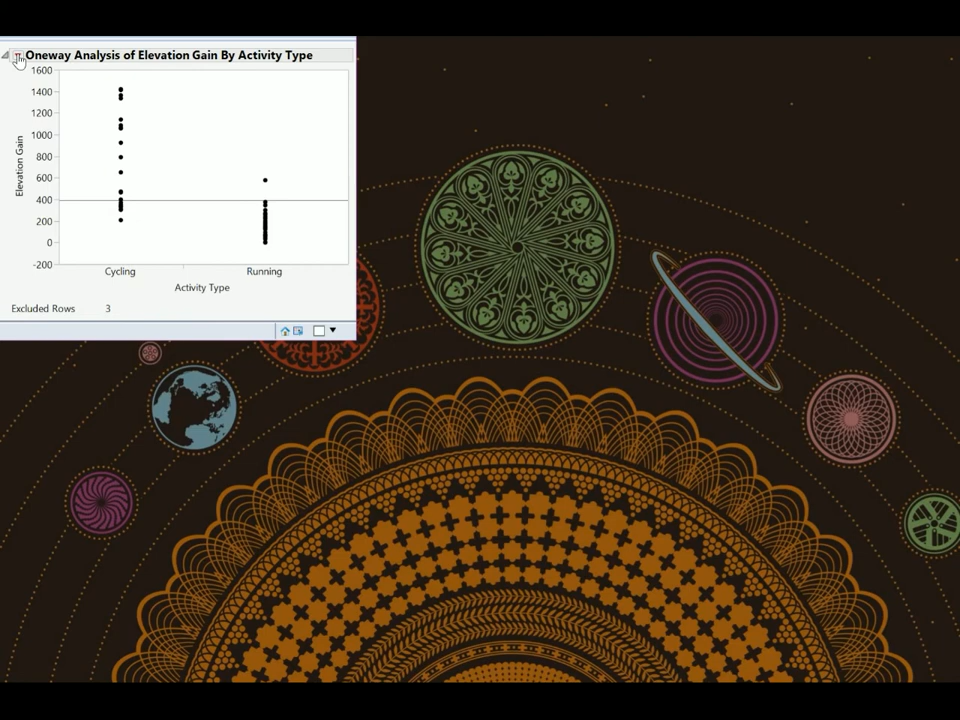 Oneway Analysis of Elevation Gain By Activity Type
1600
1400
1200
1000
800
600
400
200
0
-200
Elevation Gain
Cycling Running
Activity Type
Excluded Rows 3